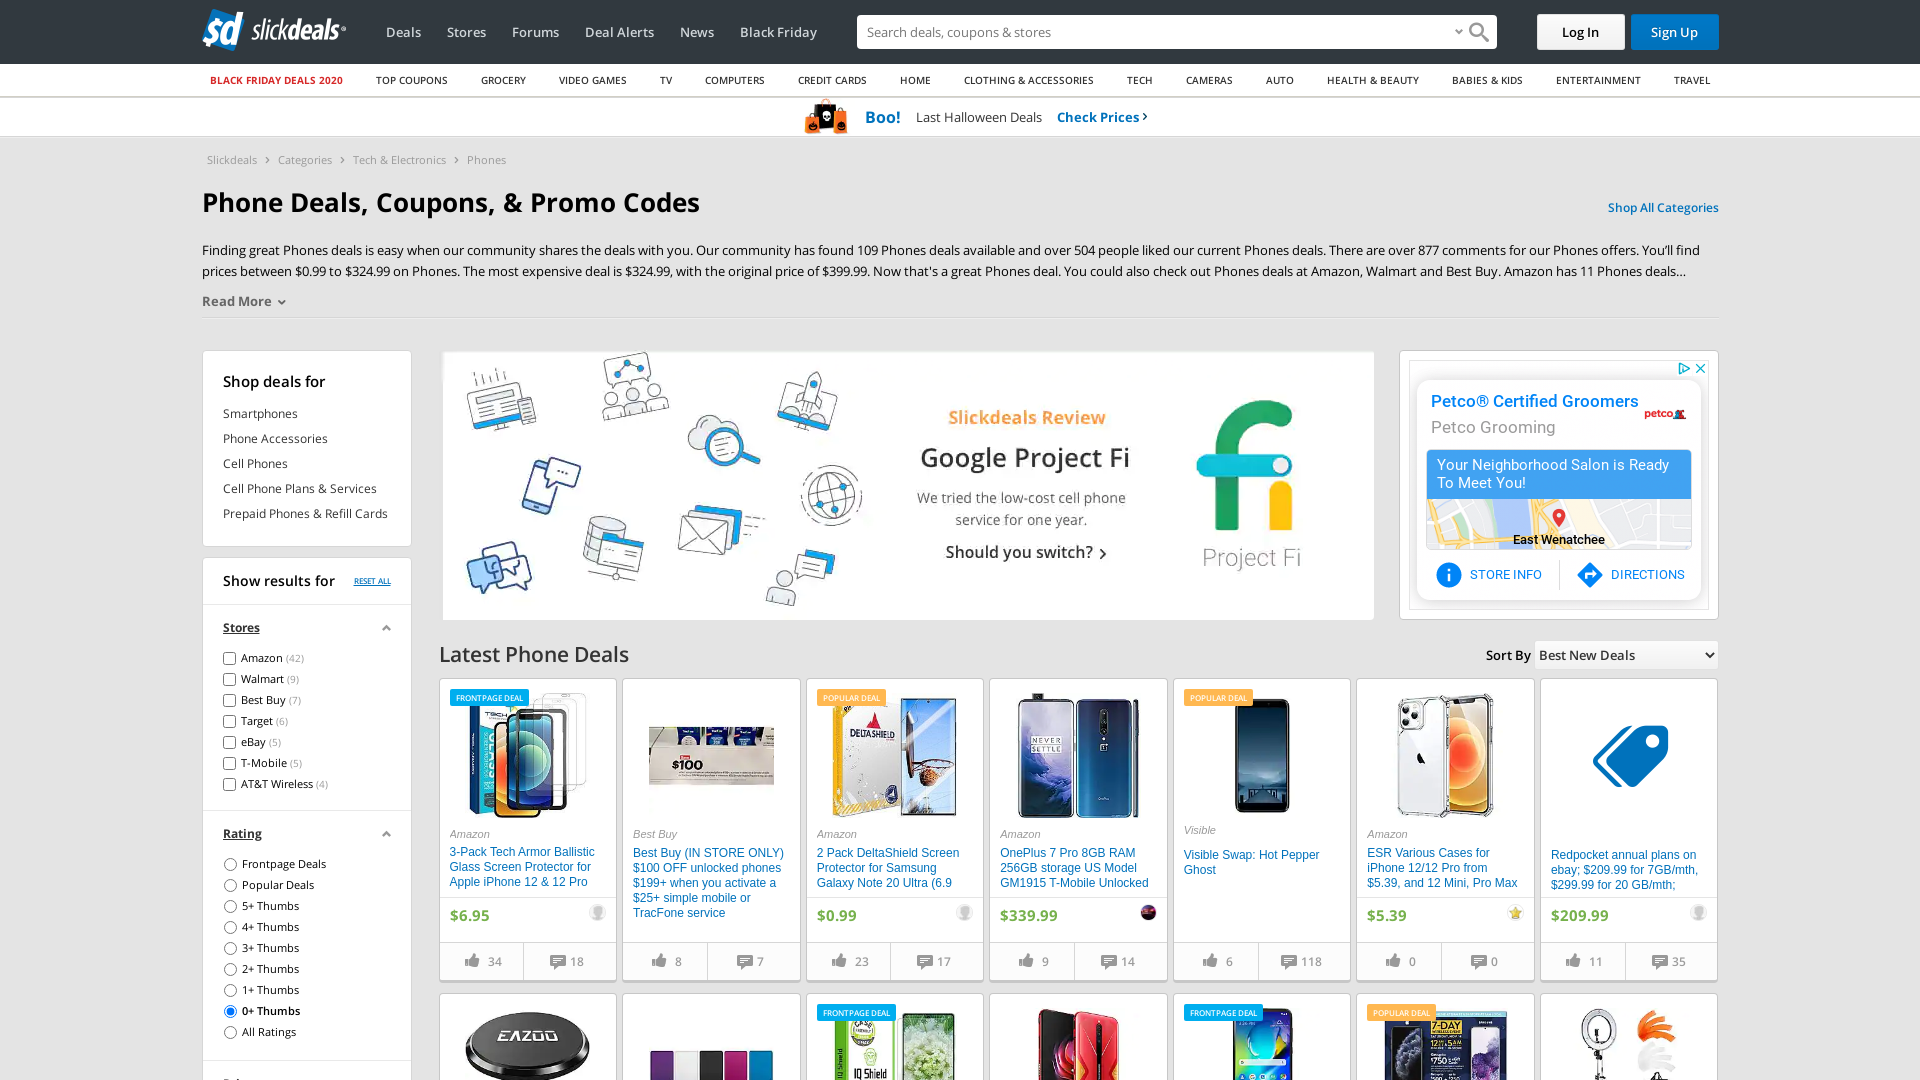 slickdeals
Deals Stores Forums Deal Alerts News Black Friday
Search deals, coupons & stores
Log In Sign Up
BLACK FRIDAY DEALS 2020 TOP COUPONS GROCERY VIDEO GAMES TV COMPUTERS CREDIT CARDS HOME CLOTHING & ACCESSORIES TECH CAMERAS AUTO HEALTH & BEAUTY BABIES & KIDS ENTERTAINMENT TRAVEL
Boo! Last Halloween Deals Check Prices
Slickdeals > Categories > Tech & Electronics > Phones
Phone Deals, Coupons, & Promo Codes
Shop All Categories
Finding great Phones deals is easy when our community shares the deals with you. Our community has found 109 Phones deals available and over 504 people liked our current Phones deals. There are over 877 comments for our Phones offers. You'll find
prices between $0.99 to $324.99 on Phones. The most expensive deal is $324.99, with the original price of $399.99. Now that's a great Phones deal. You could also check out Phones deals at Amazon, Walmart and Best Buy. Amazon has 11 Phones deals...
Read More
Shop deals for
Smartphones
Phone Accessories
Cell Phones
Cell Phone Plans & Services
Prepaid Phones & Refill Cards
Show results for RESET ALL
Stores
Amazon (42)
Walmart (9)
Best Buy (7)
Target (6)
eBay (5)
T-Mobile (5)
AT&T Wireless (4)
Rating
Frontpage Deals
Popular Deals
5+ Thumbs
4+ Thumbs
3+ Thumbs
2+ Thumbs
1+ Thumbs
0+ Thumbs
All Ratings
Slickdeals Review
Google Project Fi
We tried the low-cost cell phone
service for one year.
Should you switch? >
Project Fi
Petco® Certified Groomers
petco
Petco Grooming
Your Neighborhood Salon is Ready
To Meet You!
East Wenatchee
STORE INFO DIRECTIONS
Latest Phone Deals
Sort By Best New Deals
FRONTPAGE DEAL
Amazon
3-Pack Tech Armor Ballistic
Glass Screen Protector for
Apple iPhone 12 & 12 Pro
$6.95
34 18
$100
Best Buy
Best Buy (IN STORE ONLY)
$100 OFF unlocked phones
$199+ when you activate a
$25+ simple mobile or
TracFone service
8 7
POPULAR DEAL
DELTASHIELD
Amazon
2 Pack DeltaShield Screen
Protector for Samsung
Galaxy Note 20 Ultra (6.9
$0.99
23 17
NEVER
SETTLE
Amazon
OnePlus 7 Pro 8GB RAM
256GB storage US Model
GM1915 T-Mobile Unlocked
$339.99
9 14
POPULAR DEAL
Visible
Visible Swap: Hot Pepper
Ghost
6 118
Amazon
ESR Various Cases for
iPhone 12/12 Pro from
$5.39, and 12 Mini, Pro Max
$5.39
0 0
Redpocket annual plans on
ebay; $209.99 for 7GB/mth,
$299.99 for 20 GB/mth;
$209.99
11 35
EAZOO
FRONTPAGE DEAL
IQ Shield
FRONTPAGE DEAL
POPULAR DEAL
7-DAY
$750